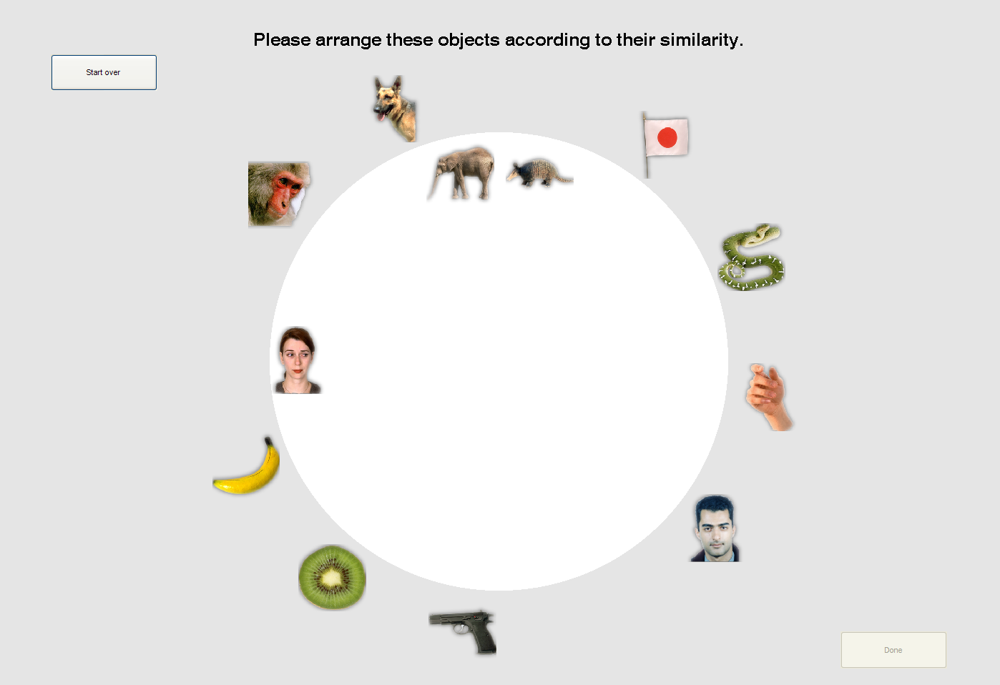 Please arrange these objects according to their similarity.
Start over
Done